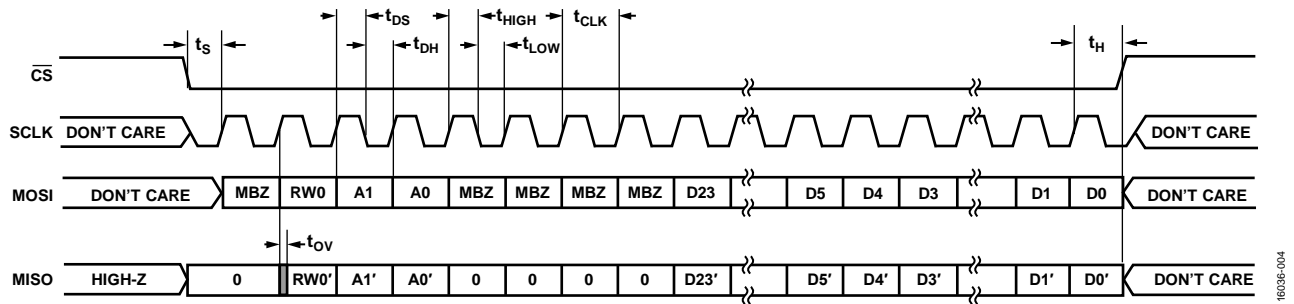 tDS tHIGH tCLK
tS tDH tLOW tH
CS
SCLK DON'T CARE DON'T CARE
MOSI DON'T CARE MBZ RW0 A1 A0 MBZ MBZ MBZ MBZ D23 D5 D4 D3 D1 D0 DON'T CARE
tOV
MISO HIGH-Z 0 RW0′ A1′ A0′ 0 0 0 0 D23′ D5′ D4′ D3′ D1′ D0′ DON'T CARE
16036-004